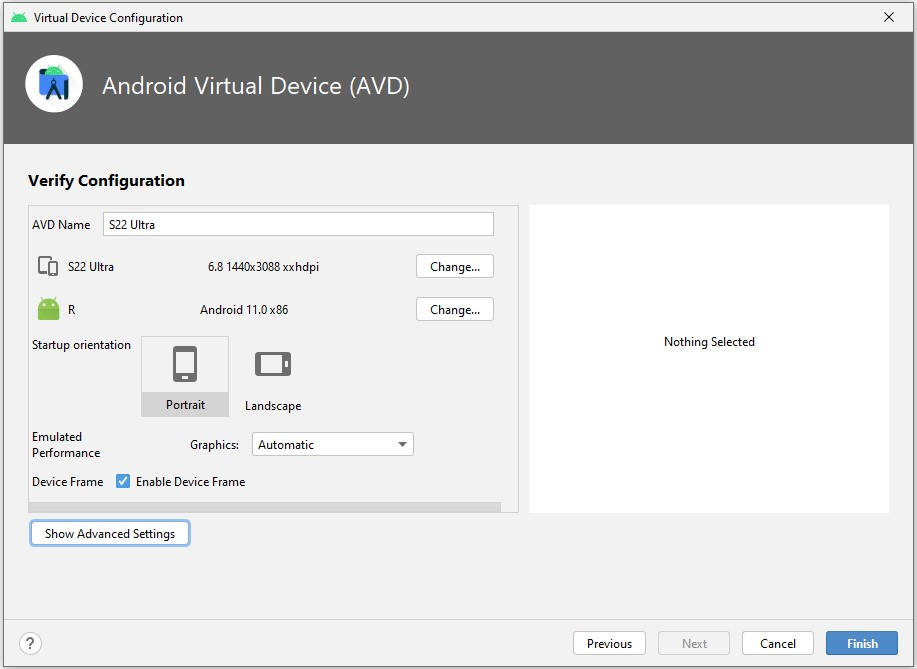 Virtual Device Configuration
Android Virtual Device (AVD)
Verify Configuration
AVD Name S22 Ultra
S22 Ultra 6.8 1440x3088 xxhdpi Change...
R Android 11.0 x86 Change...
Startup orientation
Portrait Landscape
Emulated
Performance
Graphics: Automatic
Device Frame Enable Device Frame
Nothing Selected
Show Advanced Settings
? Previous Next Cancel Finish